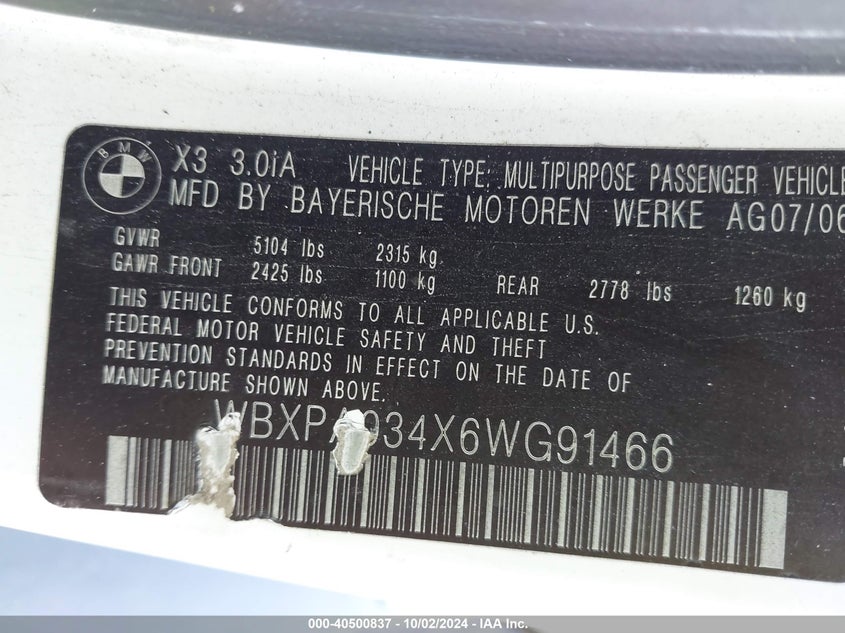 BMW
X3 3.0iA VEHICLE TYPE: MULTIPURPOSE PASSENGER VEHICLE
MFD BY BAYERISCHE MOTOREN WERKE AG07/06
GVWR 5104 lbs 2315 kg
GAWR FRONT 2425 lbs 1100 kg REAR 2778 lbs 1260 kg
THIS VEHICLE CONFORMS TO ALL APPLICABLE U.S.
FEDERAL MOTOR VEHICLE SAFETY AND THEFT
PREVENTION STANDARDS IN EFFECT ON THE DATE OF
MANUFACTURE SHOWN ABOVE.
WBXPA934X6WG91466
000-40500837 - 10/02/2024 - IAA Inc.